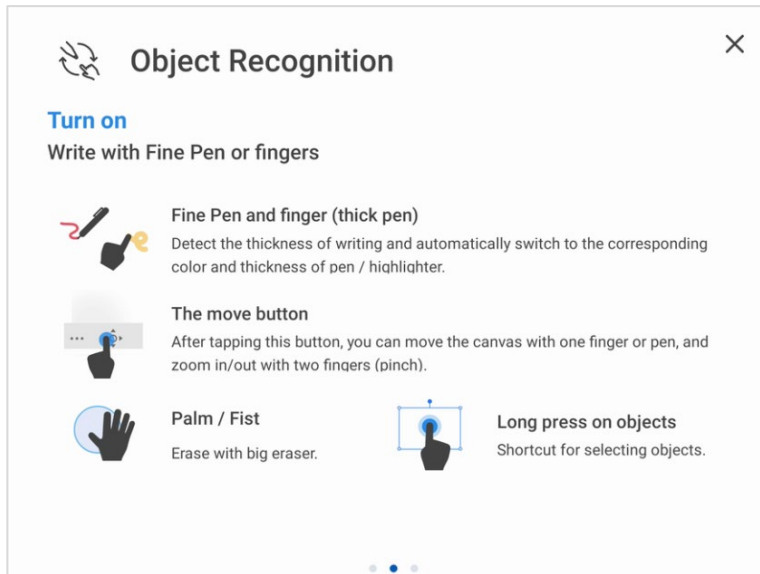 Object Recognition
Turn on
Write with Fine Pen or fingers
Fine Pen and finger (thick pen)
Detect the thickness of writing and automatically switch to the corresponding
color and thickness of pen / highlighter.
The move button
After tapping this button, you can move the canvas with one finger or pen, and
zoom in/out with two fingers (pinch).
Palm / Fist
Erase with big eraser.
Long press on objects
Shortcut for selecting objects.